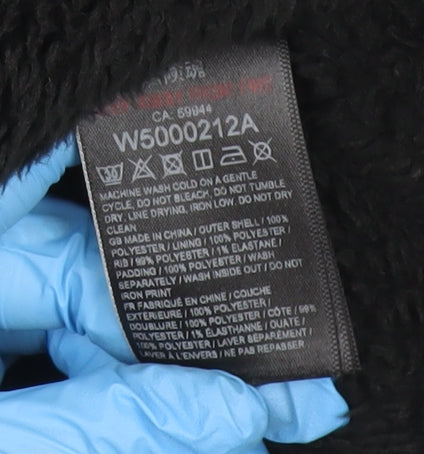 CA: 59944
W5000212A
MACHINE WASH COLD ON A GENTLE
CYCLE, DO NOT BLEACH, DO NOT TUMBLE
DRY, LINE DRYING, IRON LOW, DO NOT DRY
CLEAN
GB MADE IN CHINA / OUTER SHELL / 100%
POLYESTER / LINING / 100% POLYESTER /
RIB / 99% POLYESTER / 1% ELASTANE /
PADDING / 100% POLYESTER / WASH
SEPARATELY / WASH INSIDE OUT / DO NOT
IRON PRINT
FR FABRIQUÉ EN CHINE / COUCHE
EXTERIEURE / 100% POLYESTER /
DOUBLURE / 100% POLYESTER / CÔTE / 99%
POLYESTER / 1% ÉLASTHANNE / OUATE /
100% POLYESTER / LAVER SÉPARÉMENT /
LAVER À L'ENVERS / NE PAS REPASSER